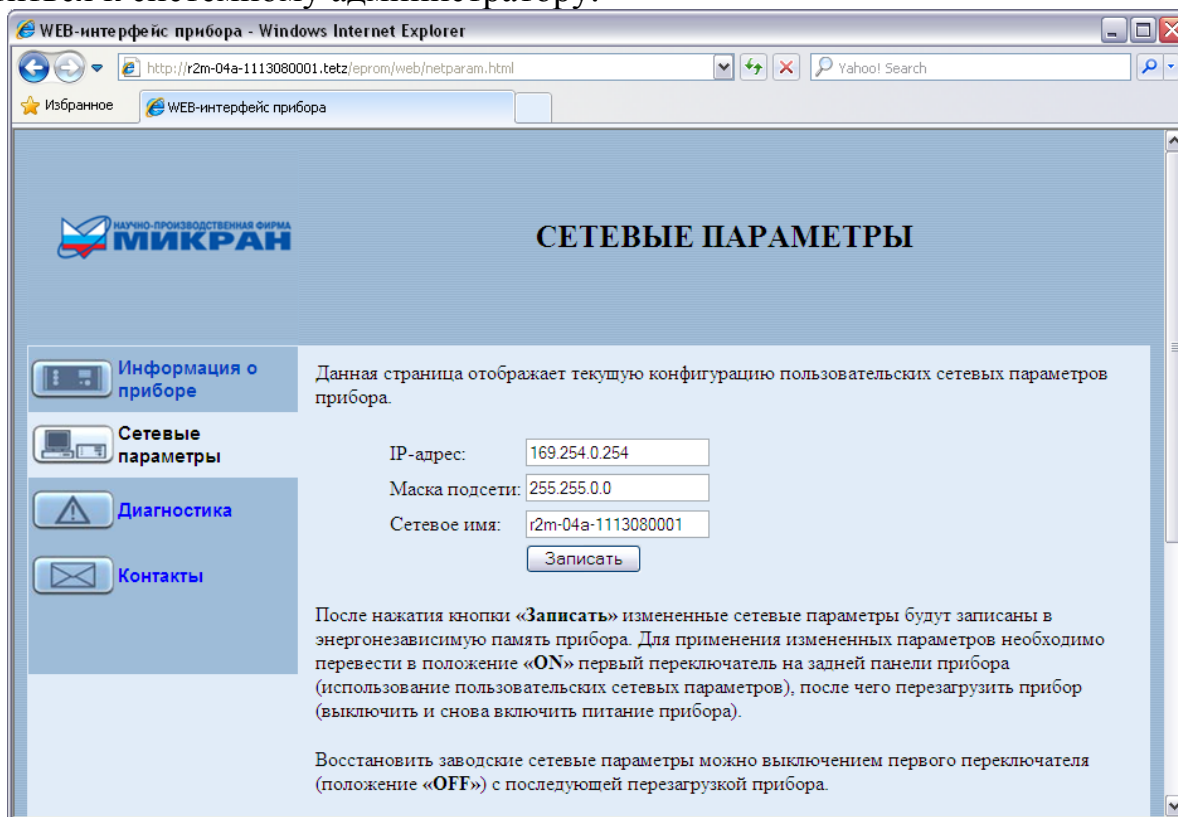 системному администратору.
WEB-интерфейс прибора - Windows Internet Explorer
http://r2m-04a-1113080001.tetz/eprom/web/netparam.html
Yahoo! Search
Избранное
WEB-интерфейс прибора
НАУЧНО-ПРОИЗВОДСТВЕННАЯ ФИРМА
МИКРАН
СЕТЕВЫЕ ПАРАМЕТРЫ
Информация о
приборе
Сетевые
параметры
Диагностика
Контакты
Данная страница отображает текущую конфигурацию пользовательских сетевых параметров
прибора.
IP-адрес: 169.254.0.254
Маска подсети: 255.255.0.0
Сетевое имя: r2m-04a-1113080001
Записать
После нажатия кнопки «Записать» измененные сетевые параметры будут записаны в
энергонезависимую память прибора. Для применения измененных параметров необходимо
перевести в положение «ON» первый переключатель на задней панели прибора
(использование пользовательских сетевых параметров), после чего перезагрузить прибор
(выключить и снова включить питание прибора).
Восстановить заводские сетевые параметры можно выключением первого переключателя
(положение «OFF») с последующей перезагрузкой прибора.